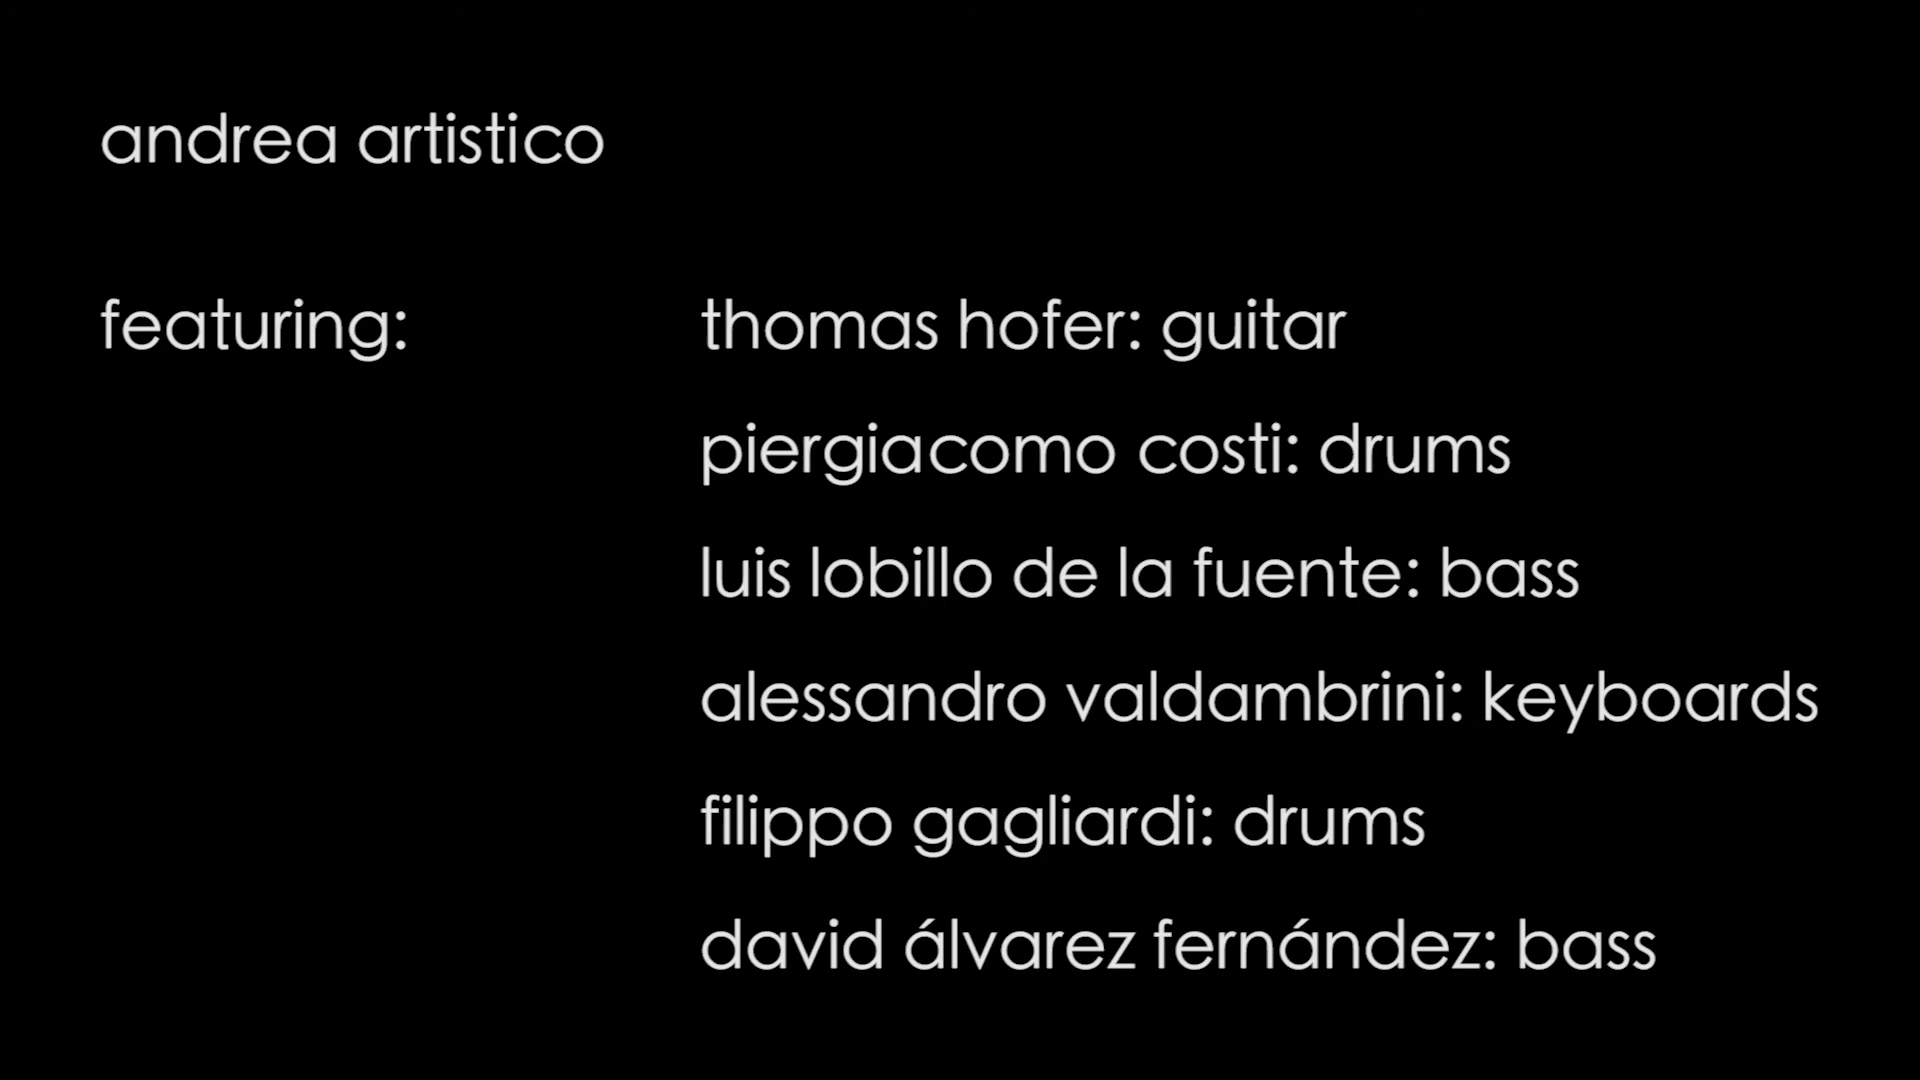 andrea artistico
featuring: thomas hofer: guitar
piergiacomo costi: drums
luis lobillo de la fuente: bass
alessandro valdambrini: keyboards
filippo gagliardi: drums
david álvarez fernández: bass